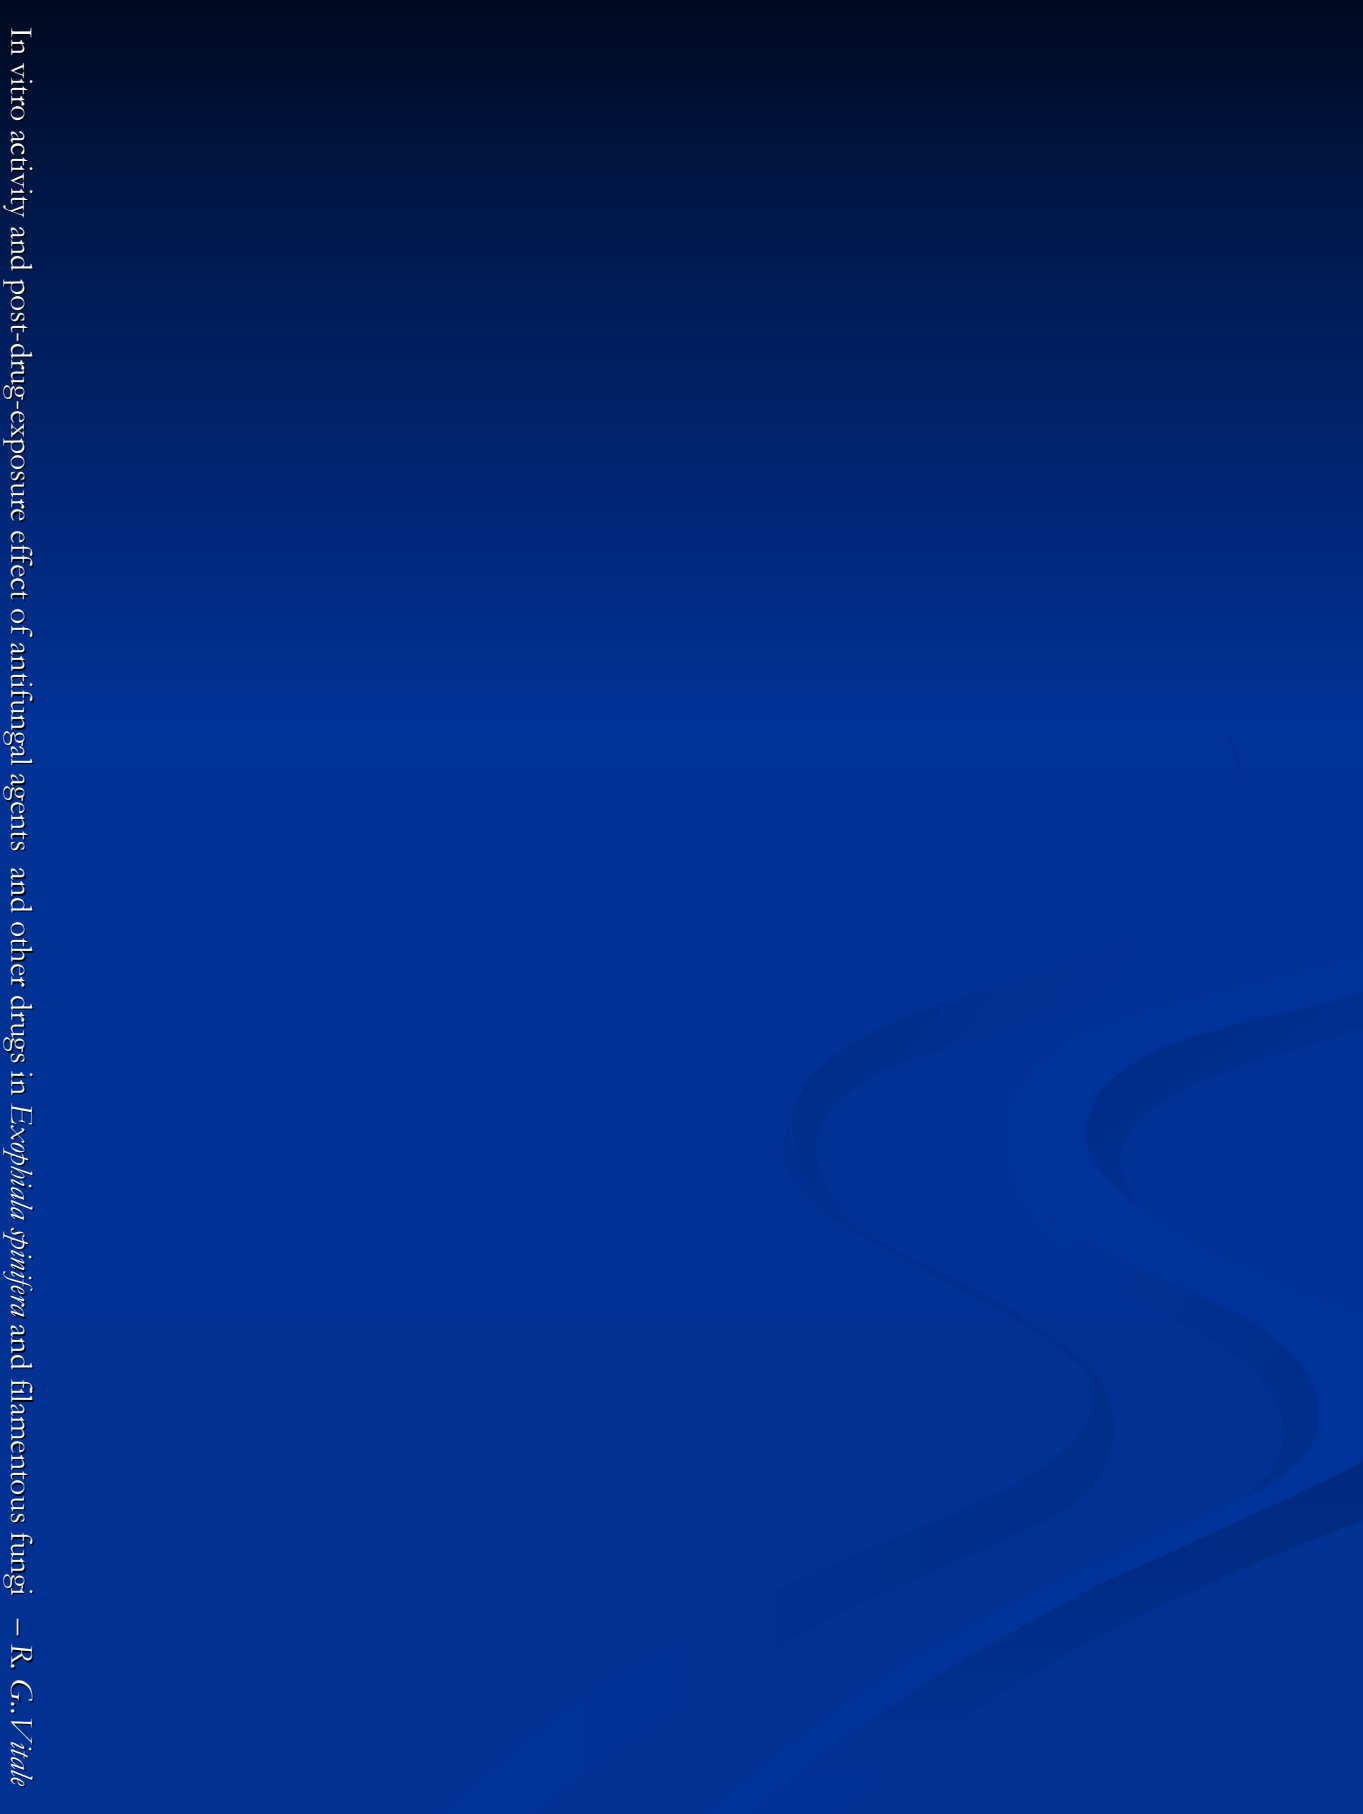 In vitro activity and post-drug-exposure effect of antifungal agents  and other drugs in Exophiala spinifera and filamentous fungi  – R. G..Vitale